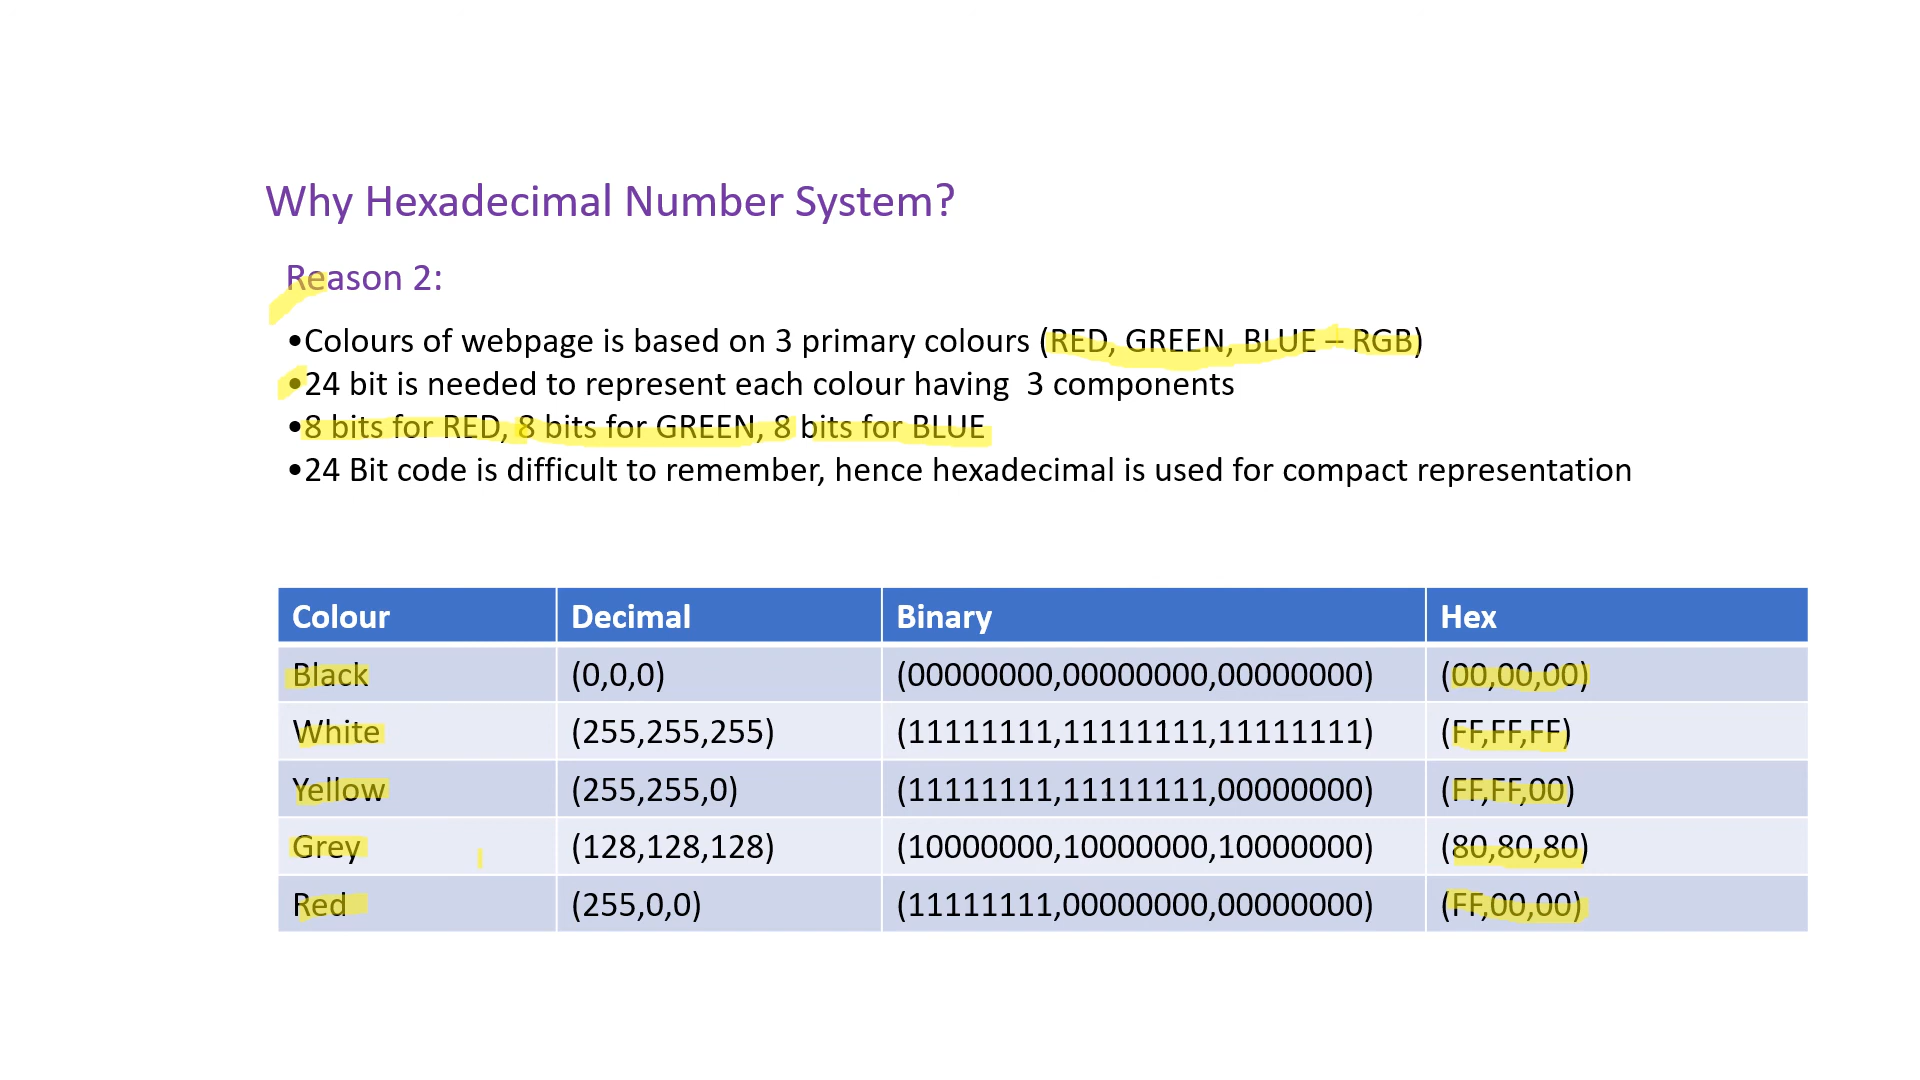 Why Hexadecimal Number System?
Reason 2:
•Colours of webpage is based on 3 primary colours (RED, GREEN, BLUE – RGB)
•24 bit is needed to represent each colour having  3 components
•8 bits for RED, 8 bits for GREEN, 8 bits for BLUE
•24 Bit code is difficult to remember, hence hexadecimal is used for compact representation
Colour Decimal Binary Hex
Black (0,0,0) (00000000,00000000,00000000) (00,00,00)
White (255,255,255) (11111111,11111111,11111111) (FF,FF,FF)
Yellow (255,255,0) (11111111,11111111,00000000) (FF,FF,00)
Grey (128,128,128) (10000000,10000000,10000000) (80,80,80)
Red (255,0,0) (11111111,00000000,00000000) (FF,00,00)